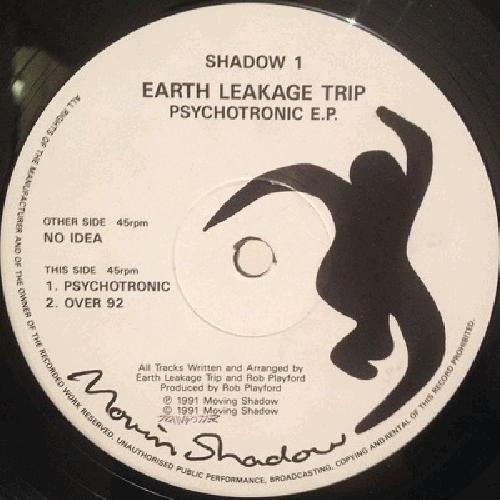 SHADOW 1
EARTH LEAKAGE TRIP
PSYCHOTRONIC E.P.
OTHER SIDE 45rpm
NO IDEA
THIS SIDE 45rpm
1. PSYCHOTRONIC
2. OVER 92
All Tracks Written and Arranged by
Earth Leakage Trip and Rob Playford
Produced by Rob Playford
℗ 1991 Moving Shadow
© 1991 Moving Shadow
Movin Shadow
ALL RIGHTS OF THE MANUFACTURER AND OF THE OWNER OF THE RECORDED WORK RESERVED. UNAUTHORISED PUBLIC PERFORMANCE, BROADCASTING, COPYING AND RENTAL OF THIS RECORD PROHIBITED.